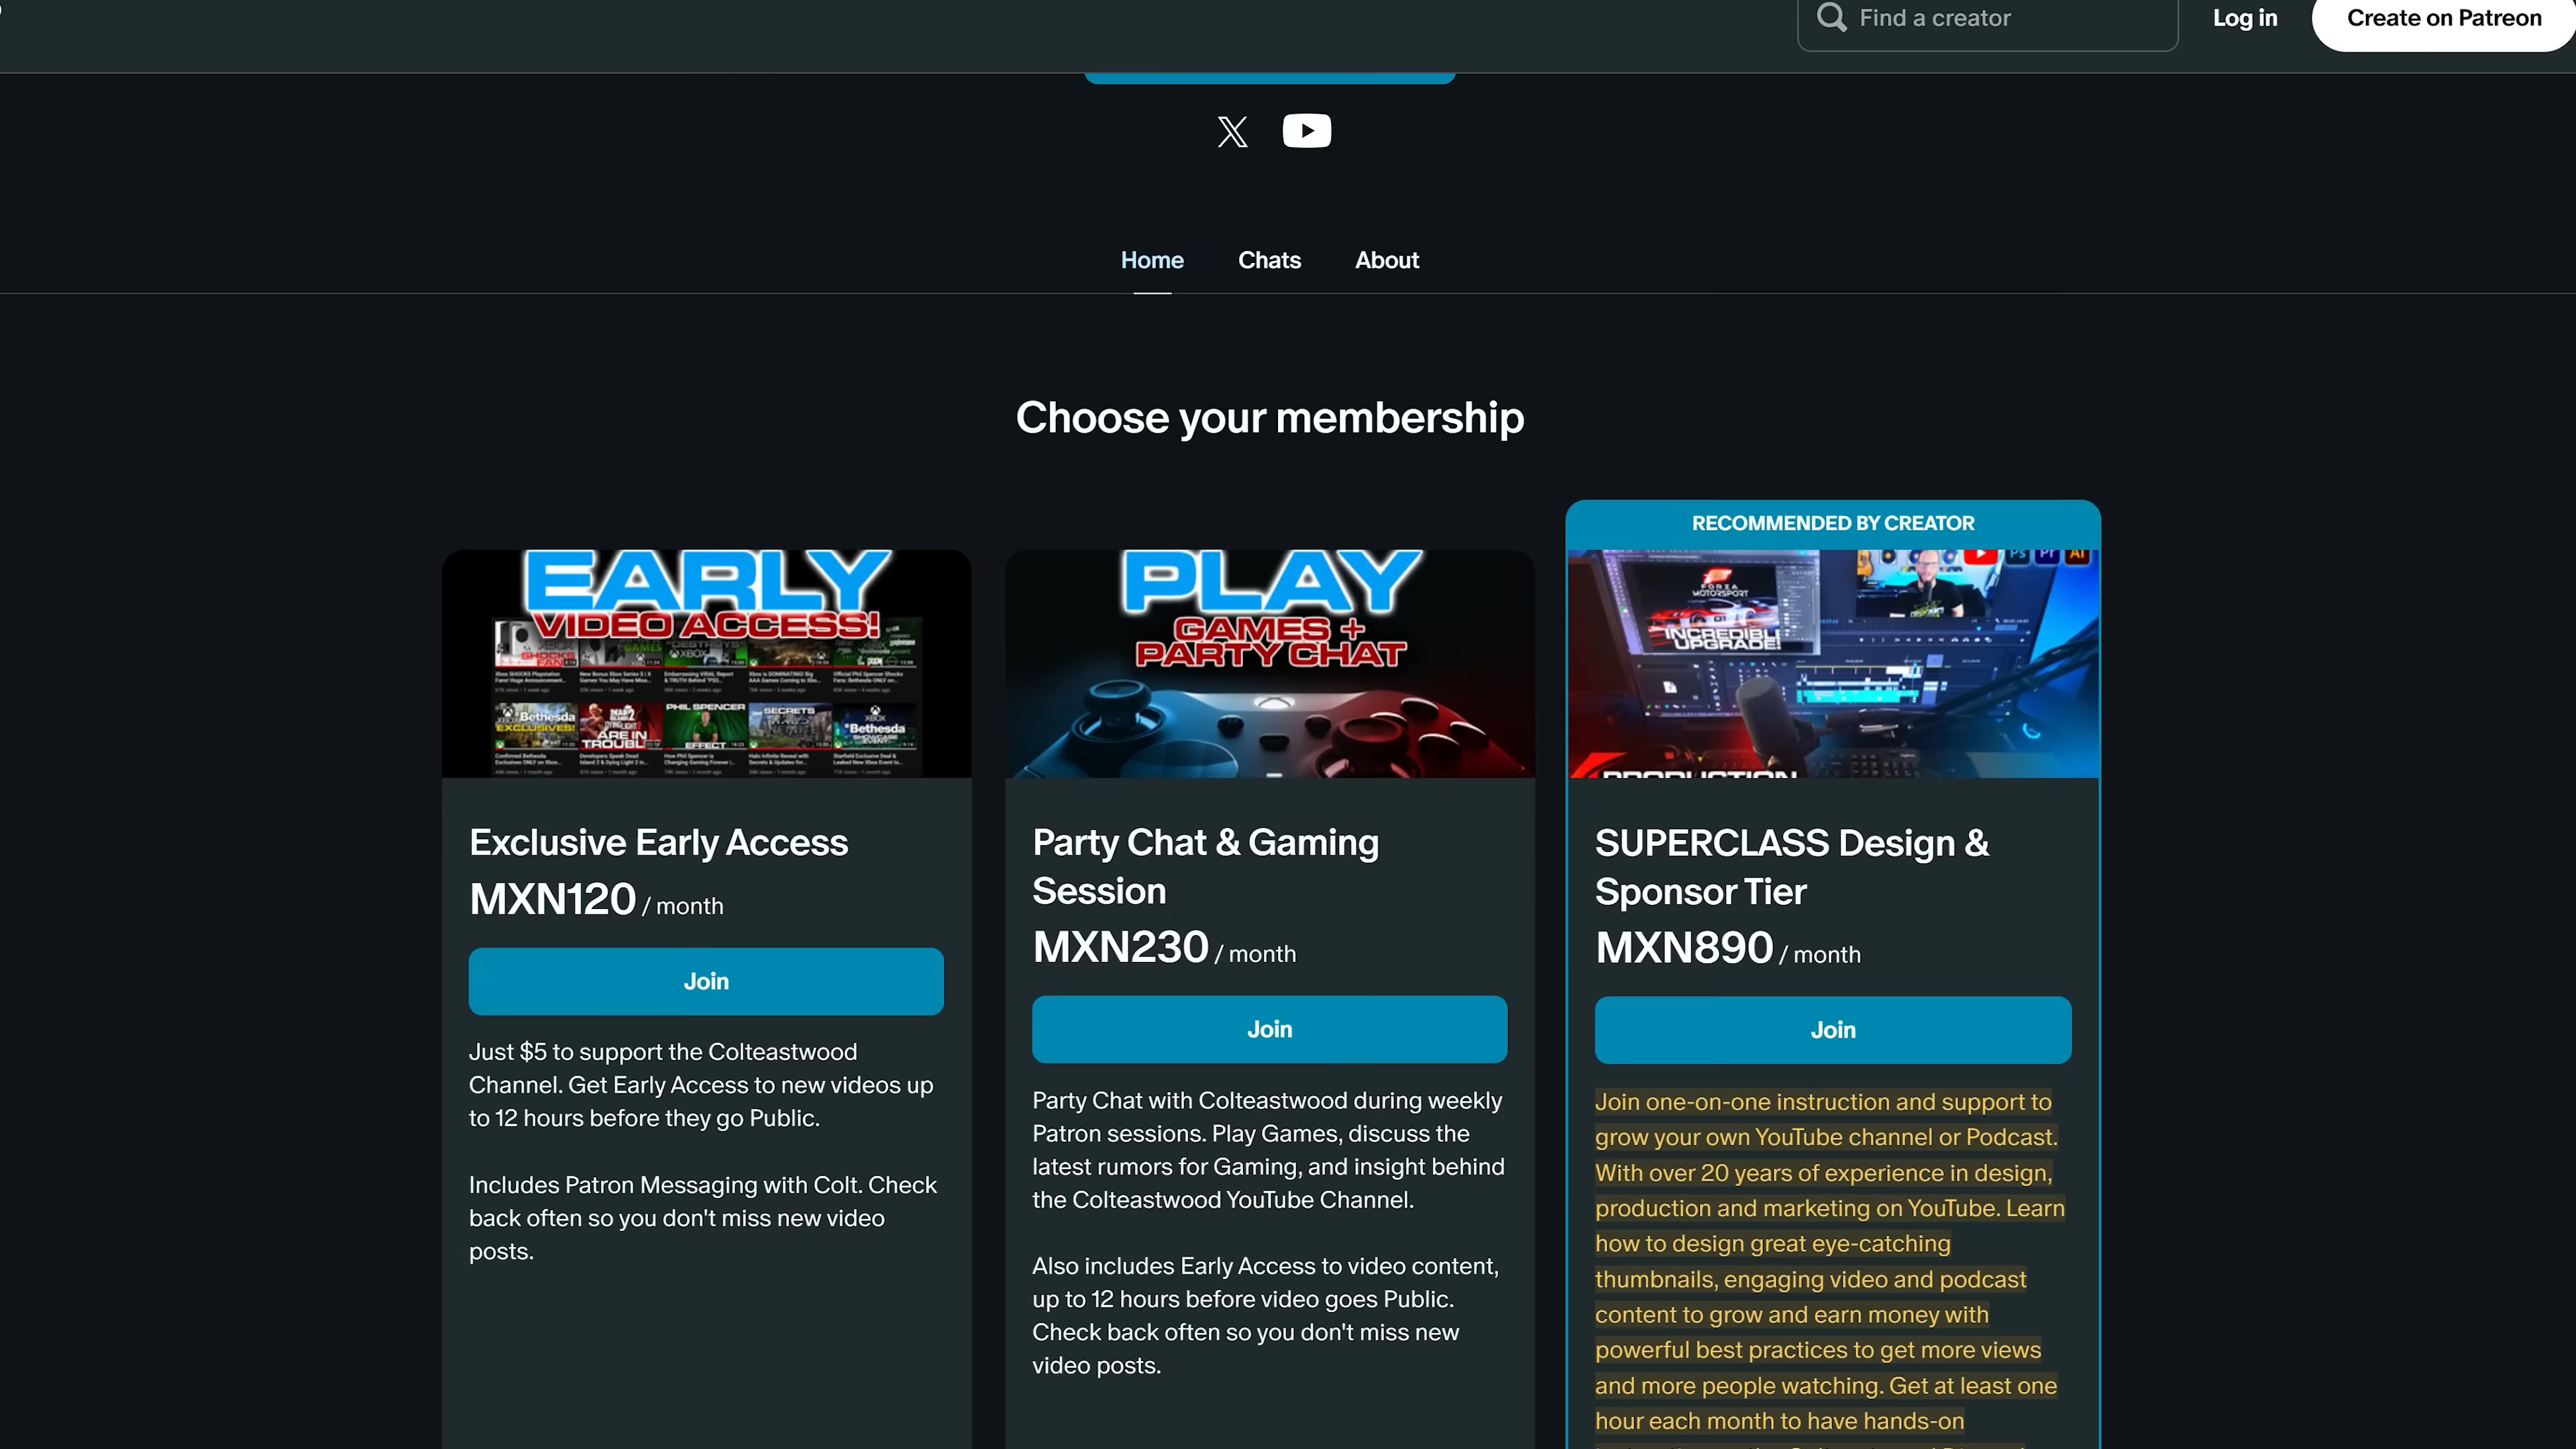 Find a creator
Log in
Create on Patreon
Home
Chats
About
Choose your membership
EARLY
VIDEO ACCESS!
Exclusive Early Access
MXN120 / month
Join
Just $5 to support the Colteastwood
Channel. Get Early Access to new videos up
to 12 hours before they go Public.
Includes Patron Messaging with Colt. Check
back often so you don't miss new video
posts.
PLAY
GAMES +
PARTY CHAT
Party Chat & Gaming
Session
MXN230 / month
Join
Party Chat with Colteastwood during weekly
Patron sessions. Play Games, discuss the
latest rumors for Gaming, and insight behind
the Colteastwood YouTube Channel.
Also includes Early Access to video content,
up to 12 hours before video goes Public.
Check back often so you don't miss new
video posts.
RECOMMENDED BY CREATOR
Ps Pr Ai
FORZA
MOTORSPORT
UPGRADE!
PRODUCTION
SUPERCLASS Design &
Sponsor Tier
MXN890 / month
Join
Join one-on-one instruction and support to
grow your own YouTube channel or Podcast.
With over 20 years of experience in design,
production and marketing on YouTube. Learn
how to design great eye-catching
thumbnails, engaging video and podcast
content to grow and earn money with
powerful best practices to get more views
and more people watching. Get at least one
hour each month to have hands-on